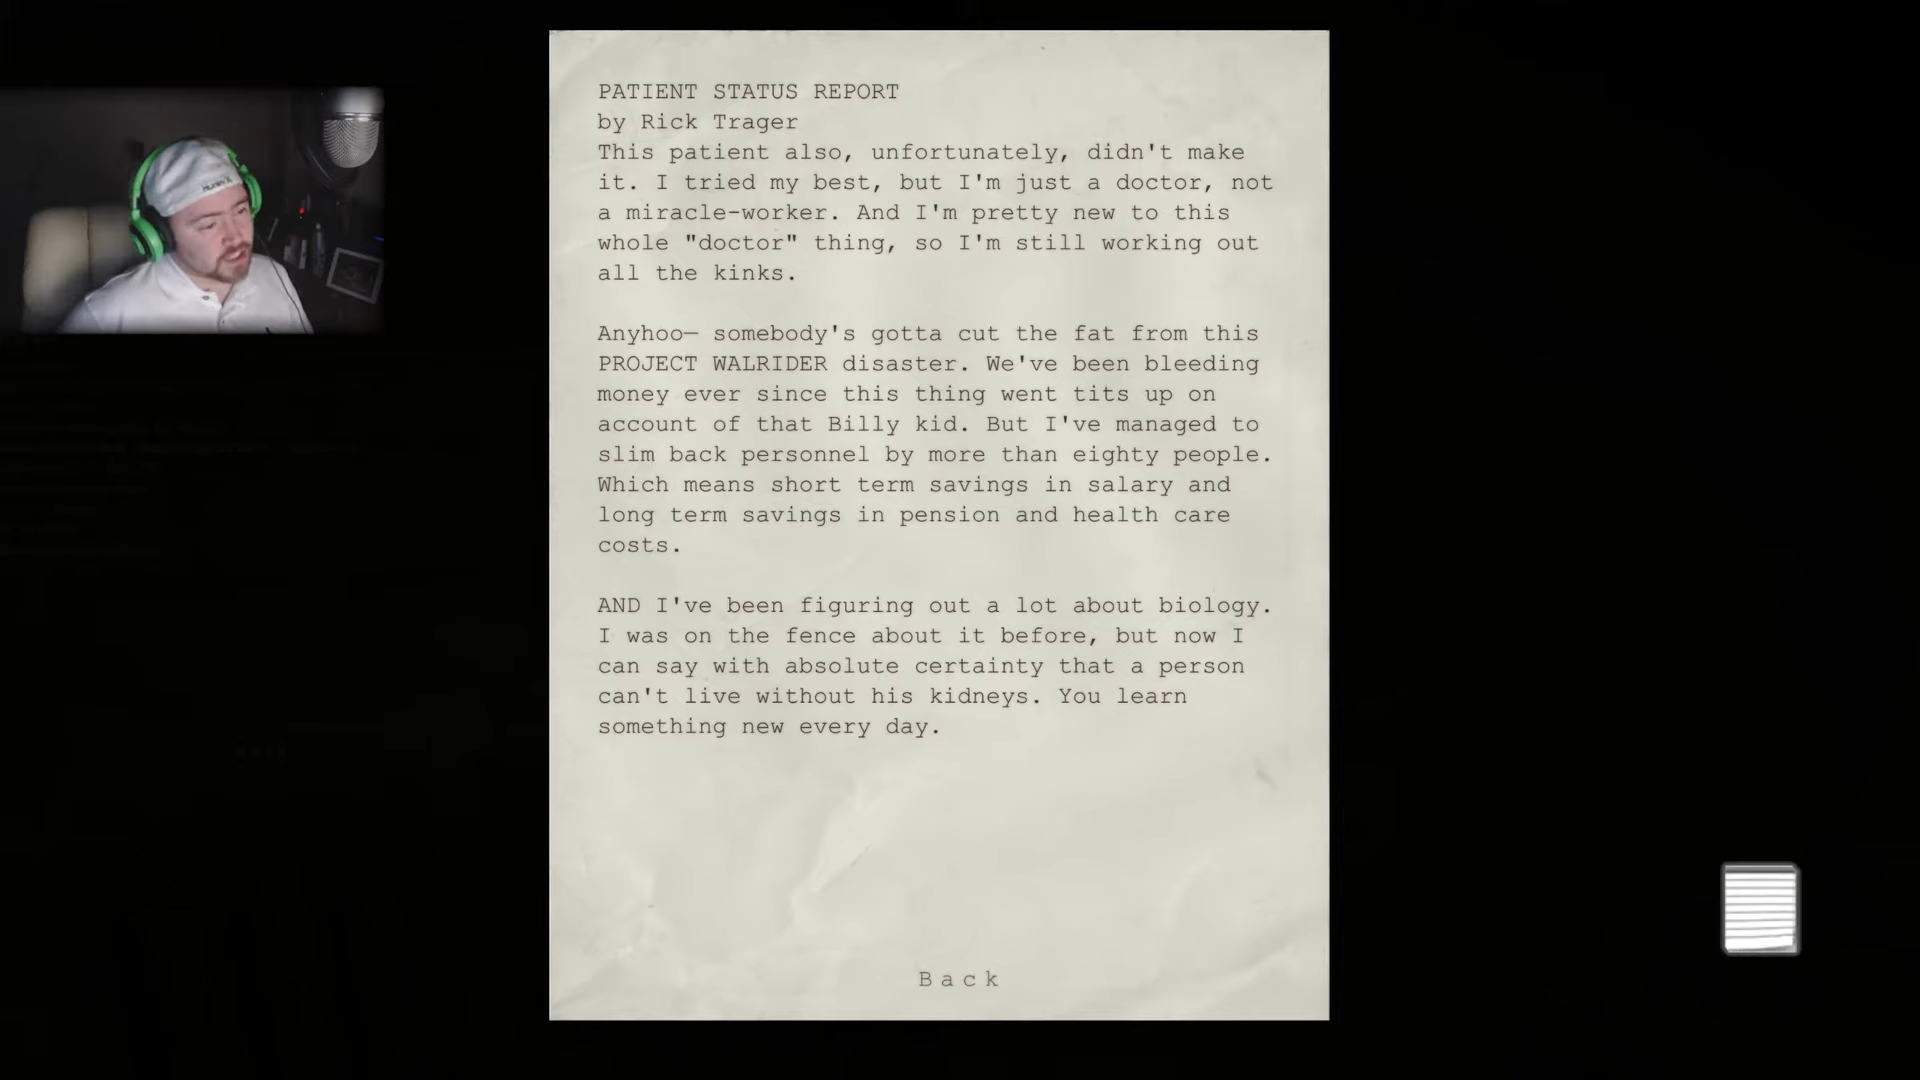 PATIENT STATUS REPORT
by Rick Trager
This patient also, unfortunately, didn't make
it. I tried my best, but I'm just a doctor, not
a miracle-worker. And I'm pretty new to this
whole "doctor" thing, so I'm still working out
all the kinks.
Anyhoo— somebody's gotta cut the fat from this
PROJECT WALRIDER disaster. We've been bleeding
money ever since this thing went tits up on
account of that Billy kid. But I've managed to
slim back personnel by more than eighty people.
Which means short term savings in salary and
long term savings in pension and health care
costs.
AND I've been figuring out a lot about biology.
I was on the fence about it before, but now I
can say with absolute certainty that a person
can't live without his kidneys. You learn
something new every day.
Back